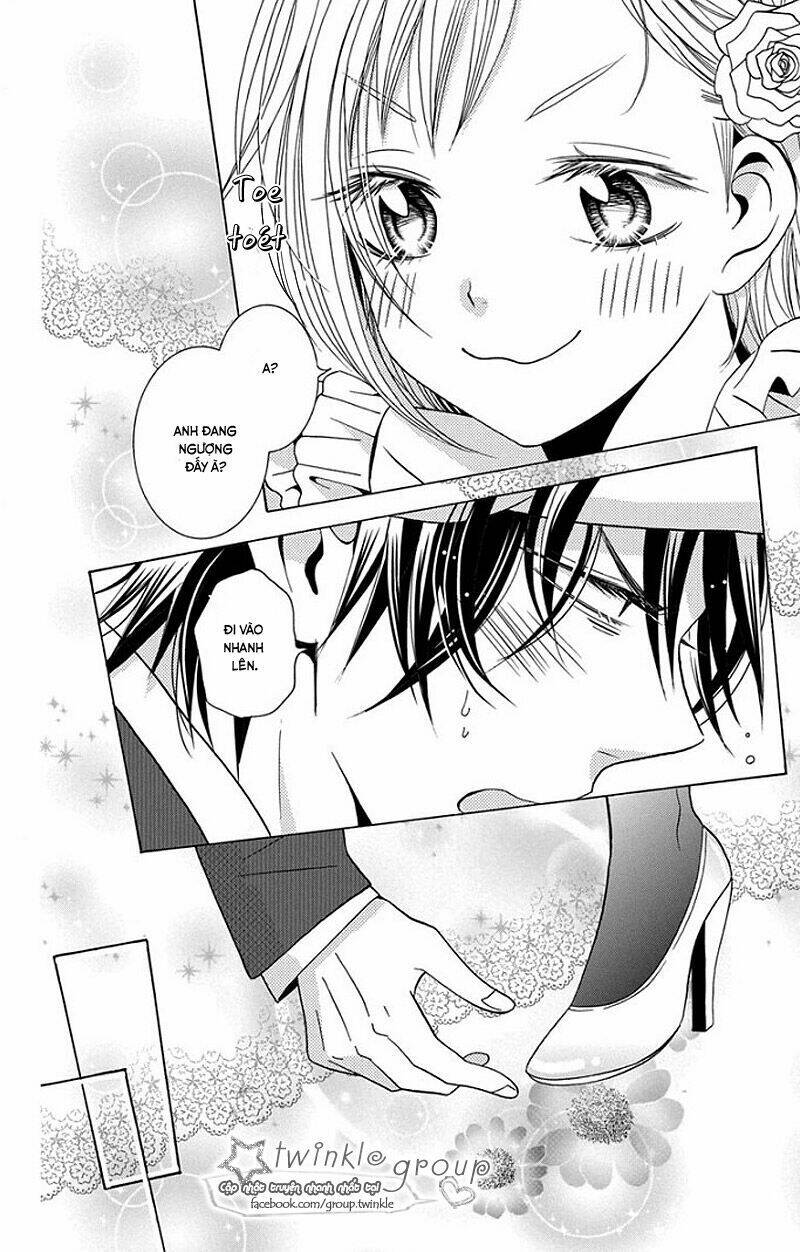 Toe
toét
A?
ANH ĐANG
NGƯỢNG
ĐẤY À?
ĐI VÀO
NHANH
LÊN.
twinkle group
Cập nhật truyện nhanh nhất tại
facebook.com/group.twinkle